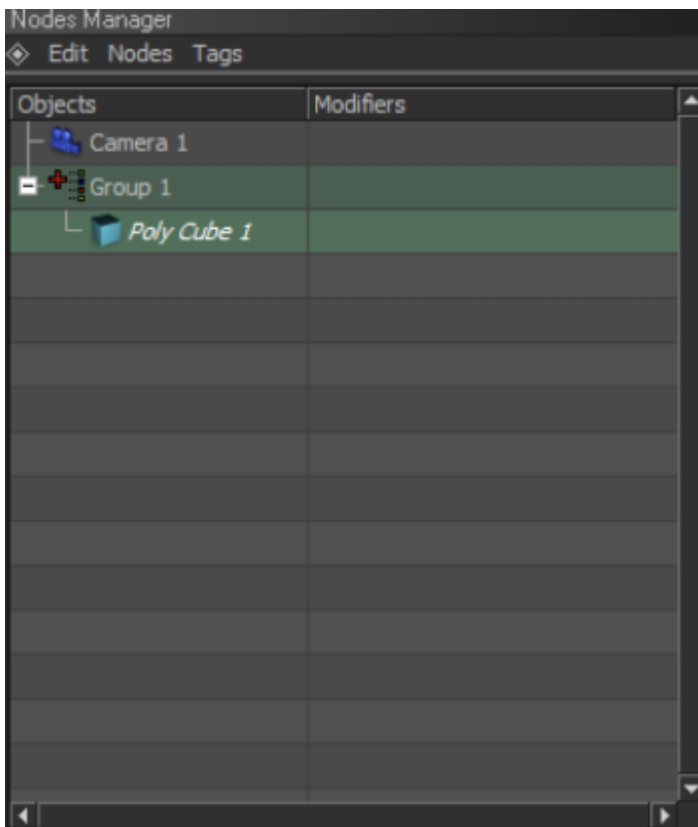 Nodes Manager
Edit Nodes Tags
Objects Modifiers
Camera 1
Group 1
Poly Cube 1